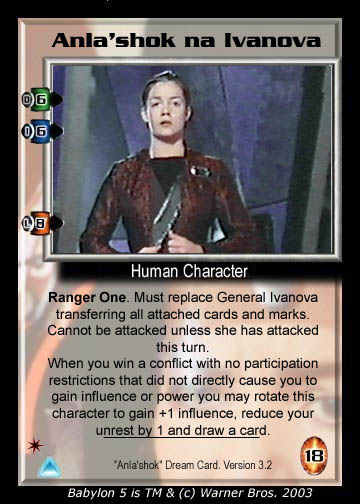 Anla'shok na Ivanova
D 6
I 6
L 8
Human Character
Ranger One. Must replace General Ivanova
transferring all attached cards and marks.
Cannot be attacked unless she has attacked
this turn.
When you win a conflict with no participation
restrictions that did not directly cause you to
gain influence or power you may rotate this
character to gain +1 influence, reduce your
unrest by 1 and draw a card.
18
"Anla'shok" Dream Card. Version 3.2
Babylon 5 is TM & (c) Warner Bros. 2003